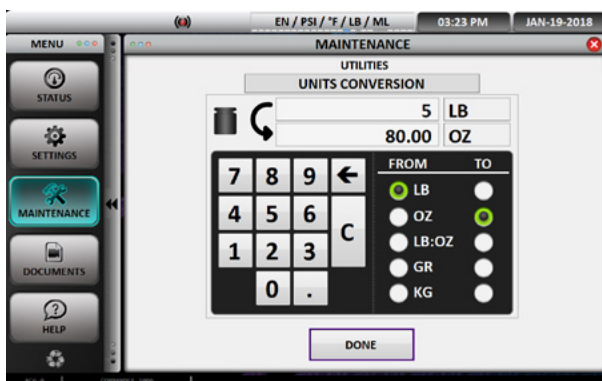 EN / PSI / °F / LB / ML 03:23 PM JAN-19-2018
MENU MAINTENANCE
UTILITIES
UNITS CONVERSION
STATUS
SETTINGS
MAINTENANCE
DOCUMENTS
HELP
5 LB
80.00 OZ
7 8 9
4 5 6 C
1 2 3
0 .
FROM TO
LB
OZ
LB:OZ
GR
KG
DONE